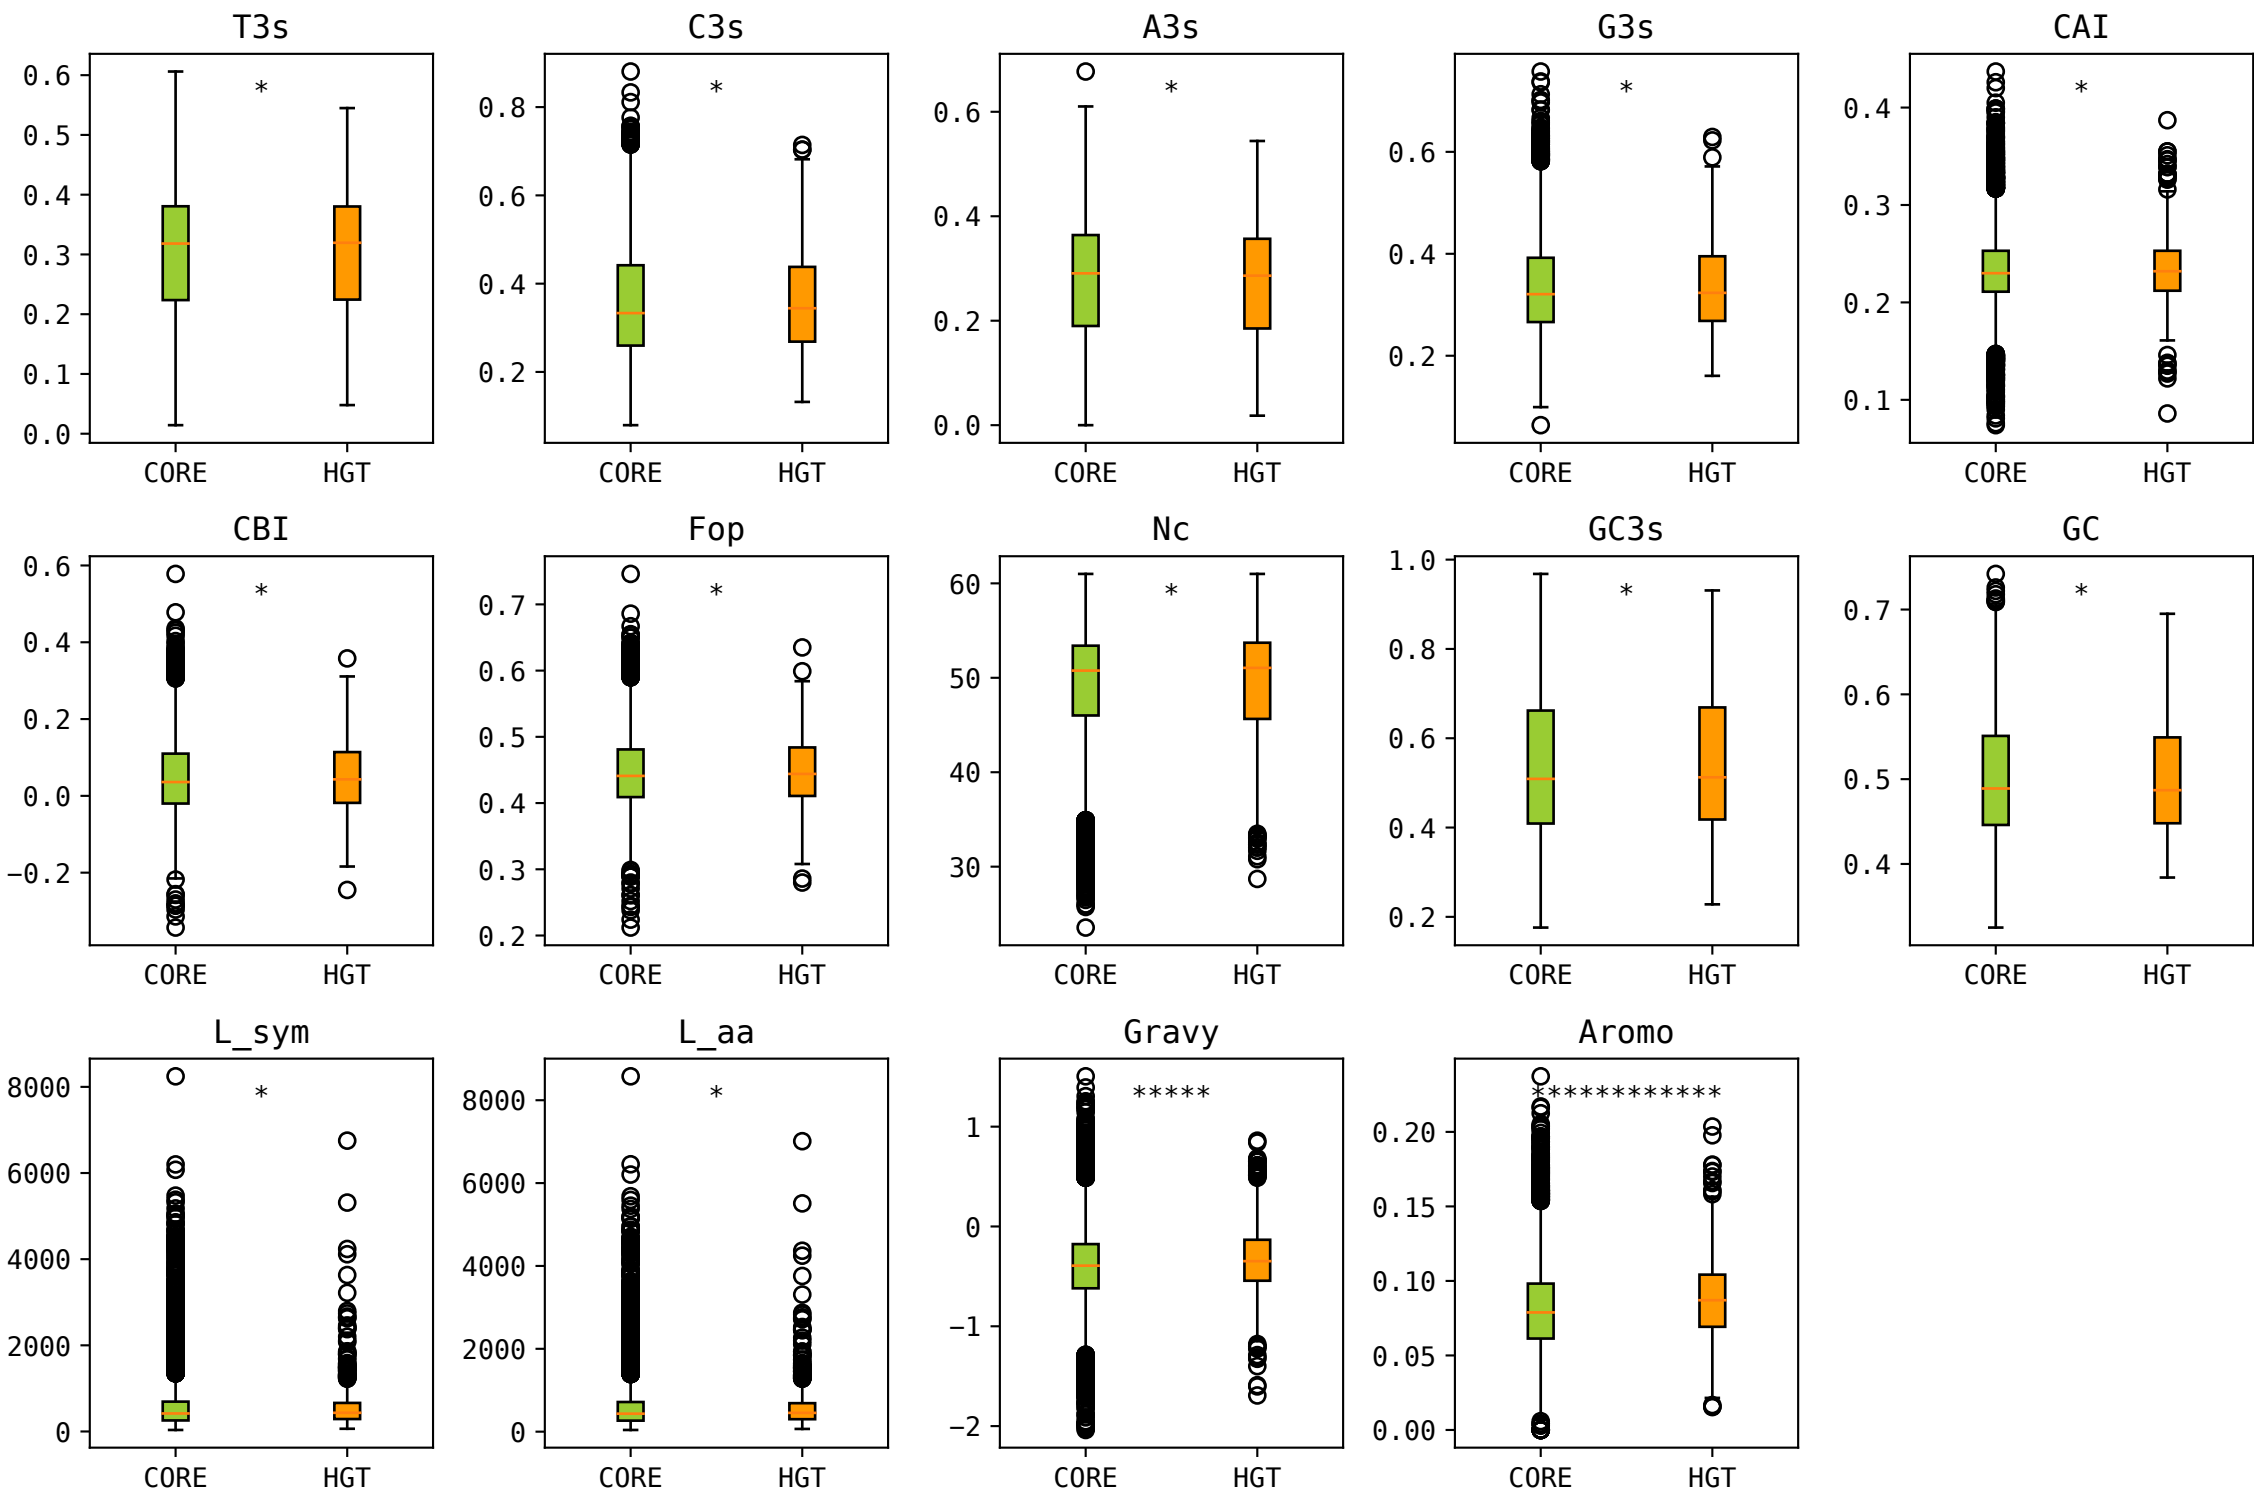 T3s
*
0.6
0.5
0.4
0.3
0.2
0.1
0.0
CORE HGT
C3s
*
0.8
0.6
0.4
0.2
CORE HGT
A3s
*
0.6
0.4
0.2
0.0
CORE HGT
G3s
*
0.6
0.4
0.2
CORE HGT
CAI
*
0.4
0.3
0.2
0.1
CORE HGT
CBI
*
0.6
0.4
0.2
0.0
−0.2
CORE HGT
Fop
*
0.7
0.6
0.5
0.4
0.3
0.2
CORE HGT
Nc
*
60
50
40
30
CORE HGT
GC3s
*
1.0
0.8
0.6
0.4
0.2
CORE HGT
GC
*
0.7
0.6
0.5
0.4
CORE HGT
L_sym
*
8000
6000
4000
2000
0
CORE HGT
L_aa
*
8000
6000
4000
2000
0
CORE HGT
Gravy
*****
1
0
−1
−2
CORE HGT
Aromo
************
0.20
0.15
0.10
0.05
0.00
CORE HGT